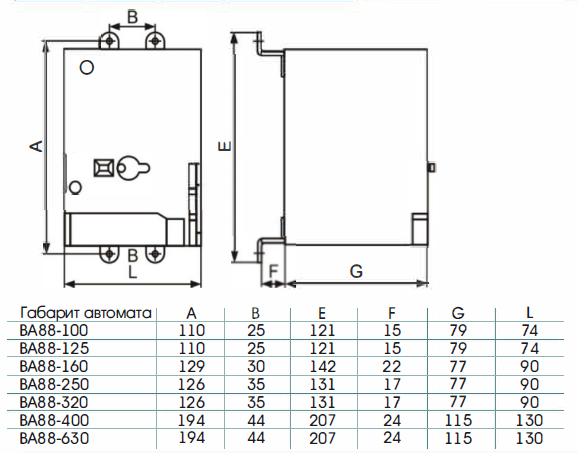 B
A
E
B
L
F
G
Габарит автомата A B E F G L
ВА88-100 110 25 121 15 79 74
ВА88-125 110 25 121 15 79 74
ВА88-160 129 30 142 22 77 90
ВА88-250 126 35 131 17 77 90
ВА88-320 126 35 131 17 77 90
ВА88-400 194 44 207 24 115 130
ВА88-630 194 44 207 24 115 130